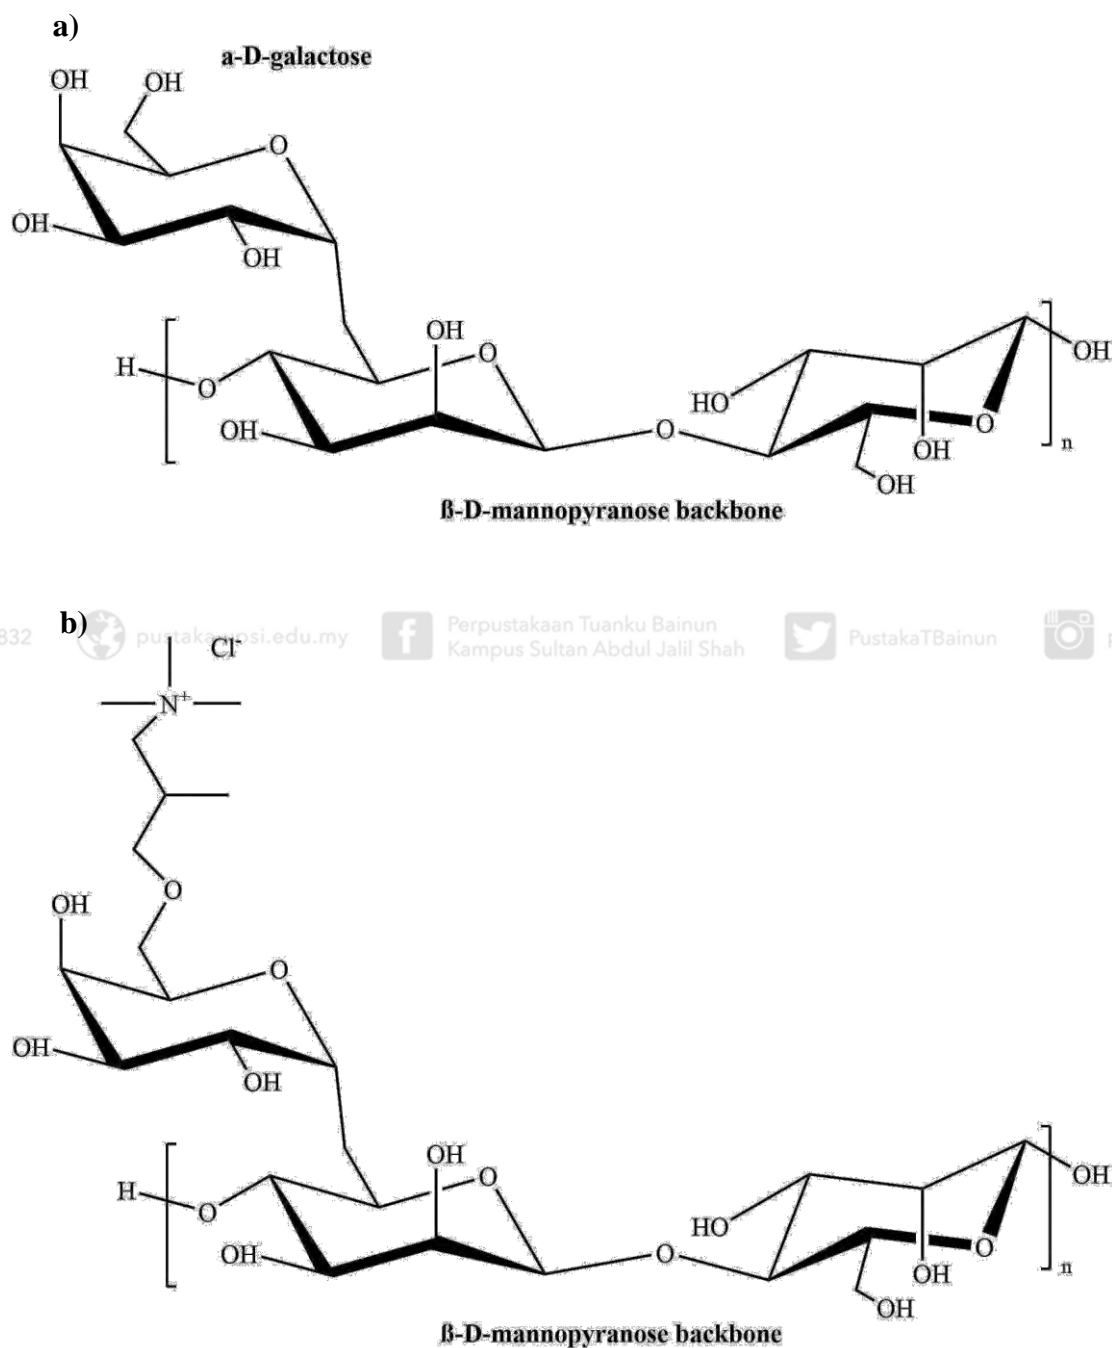 a)
a-D-galactose
OH
OH
O
OH
OH
OH
O
OH
H
O
HO
OH
O
O
OH
OH
n
ß-D-mannopyranose backbone
b)
832
pustaka.upsi.edu.my
Perpustakaan Tuanku Bainun
Kampus Sultan Abdul Jalil Shah
PustakaTBainun
p
Cl-
N+
O
OH
O
OH
OH
OH
O
OH
H
O
HO
OH
O
O
OH
OH
n
ß-D-mannopyranose backbone